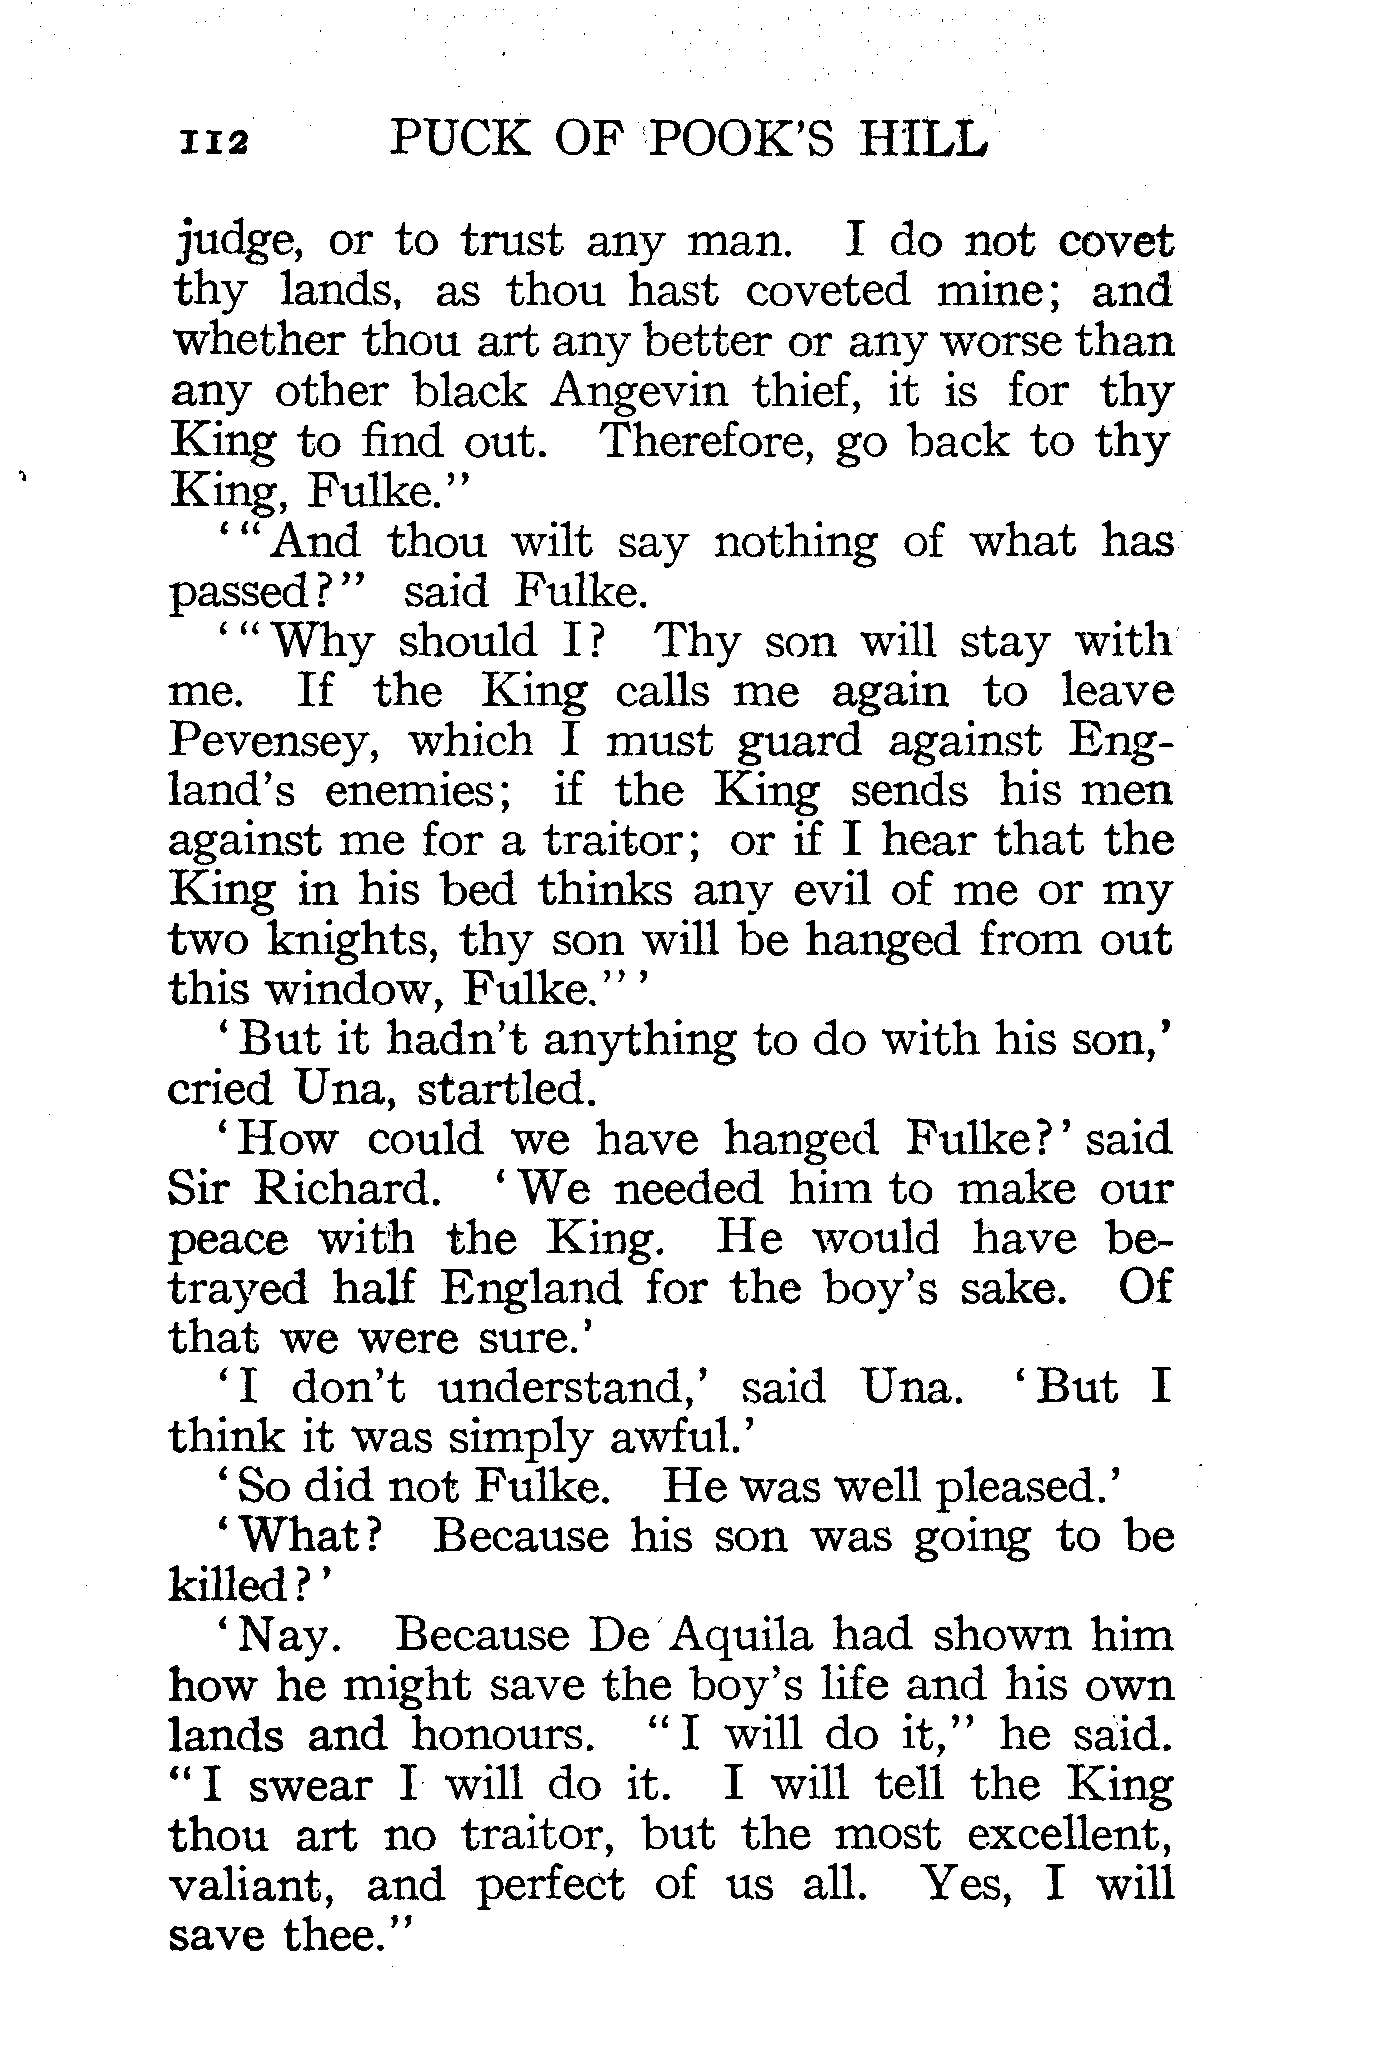 112 PUCK OF POOK'S HILL
judge, or to trust any man. I do not covet
thy lands, as thou hast coveted mine; and
whether thou art any better or any worse than
any other black Angevin thief, it is for thy
King to find out. Therefore, go back to thy
King, Fulke.”
‘“And thou wilt say nothing of what has
passed?” said Fulke.
‘“Why should I? Thy son will stay with
me. If the King calls me again to leave
Pevensey, which I must guard against Eng-
land's enemies; if the King sends his men
against me for a traitor; or if I hear that the
King in his bed thinks any evil of me or my
two knights, thy son will be hanged from out
this window, Fulke.”’
‘But it hadn't anything to do with his son,’
cried Una, startled.
‘How could we have hanged Fulke?’ said
Sir Richard. ‘We needed him to make our
peace with the King. He would have be-
trayed half England for the boy's sake. Of
that we were sure.’
‘I don't understand,’ said Una. ‘But I
think it was simply awful.’
‘So did not Fulke. He was well pleased.’
‘What? Because his son was going to be
killed?’
‘Nay. Because De Aquila had shown him
how he might save the boy's life and his own
lands and honours. “I will do it,” he said.
“I swear I will do it. I will tell the King
thou art no traitor, but the most excellent,
valiant, and perfect of us all. Yes, I will
save thee.”